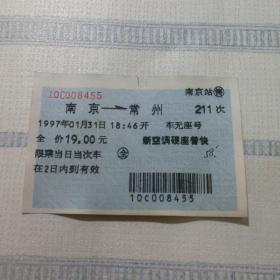 10C008455 南京站㊢
南京→常州 211次
1997年01月31日18:46开 车无座号
全价19.00元 新空调硬座普快
限乘当日当次车 ㊎
在2日内到有效
10C008455